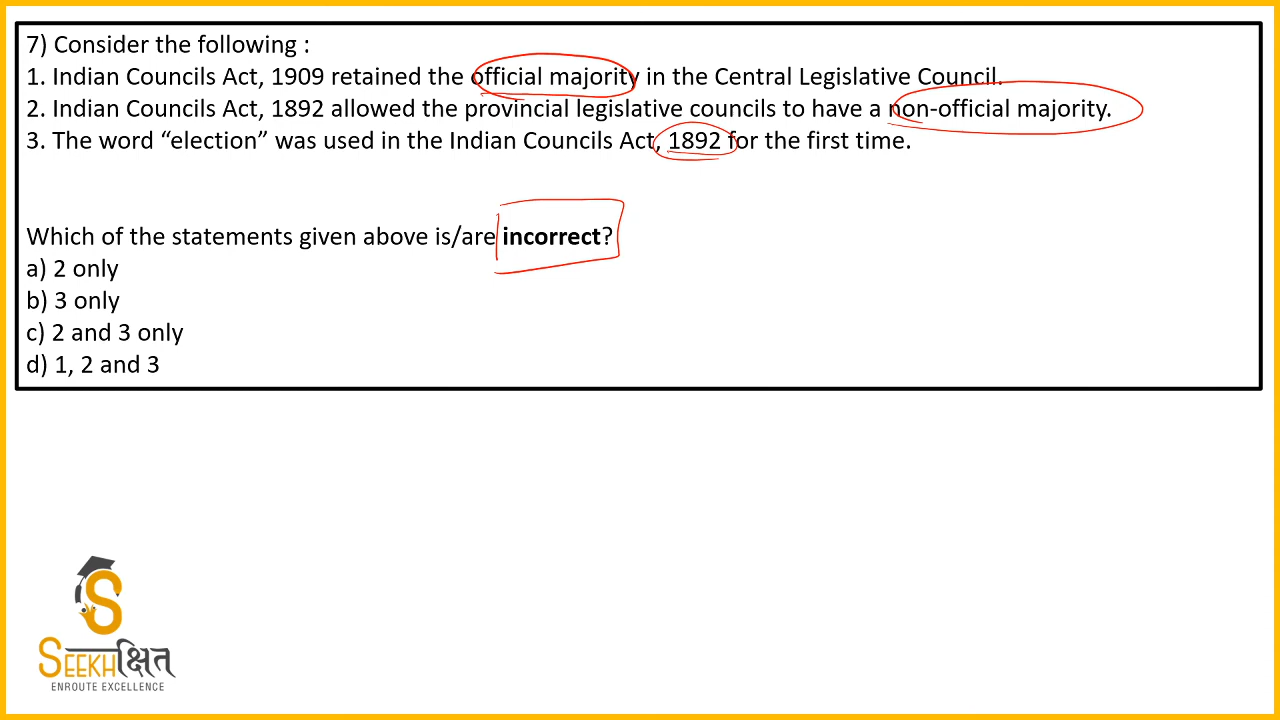 7) Consider the following :
1. Indian Councils Act, 1909 retained the official majority in the Central Legislative Council.
2. Indian Councils Act, 1892 allowed the provincial legislative councils to have a non-official majority.
3. The word “election” was used in the Indian Councils Act, 1892 for the first time.
Which of the statements given above is/are incorrect?
a) 2 only
b) 3 only
c) 2 and 3 only
d) 1, 2 and 3
S
SEEKHक्षित
ENROUTE EXCELLENCE